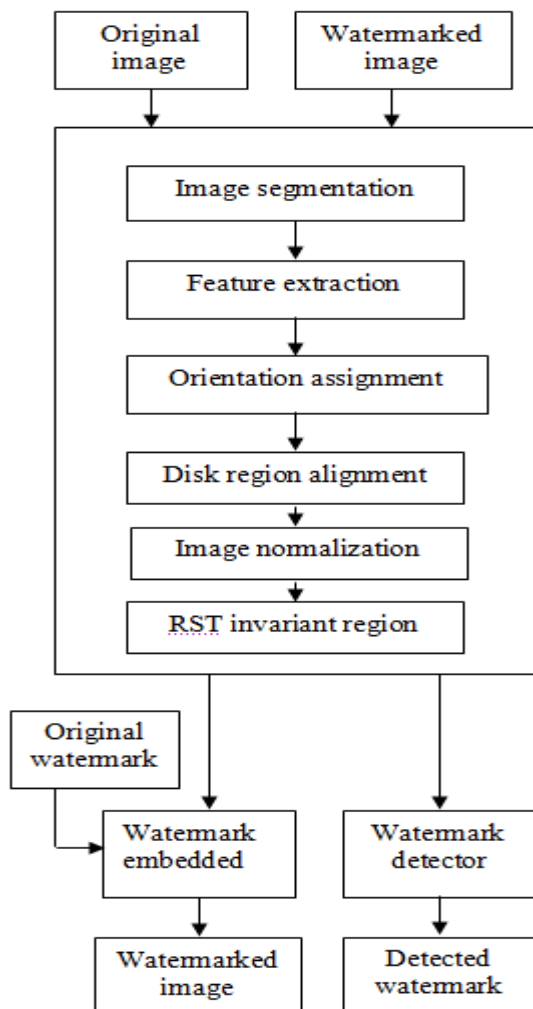 Original
image
Watermarked
image
Image segmentation
Feature extraction
Orientation assignment
Disk region alignment
Image normalization
RST invariant region
Original
watermark
Watermark
embedded
Watermark
detector
Watermarked
image
Detected
watermark